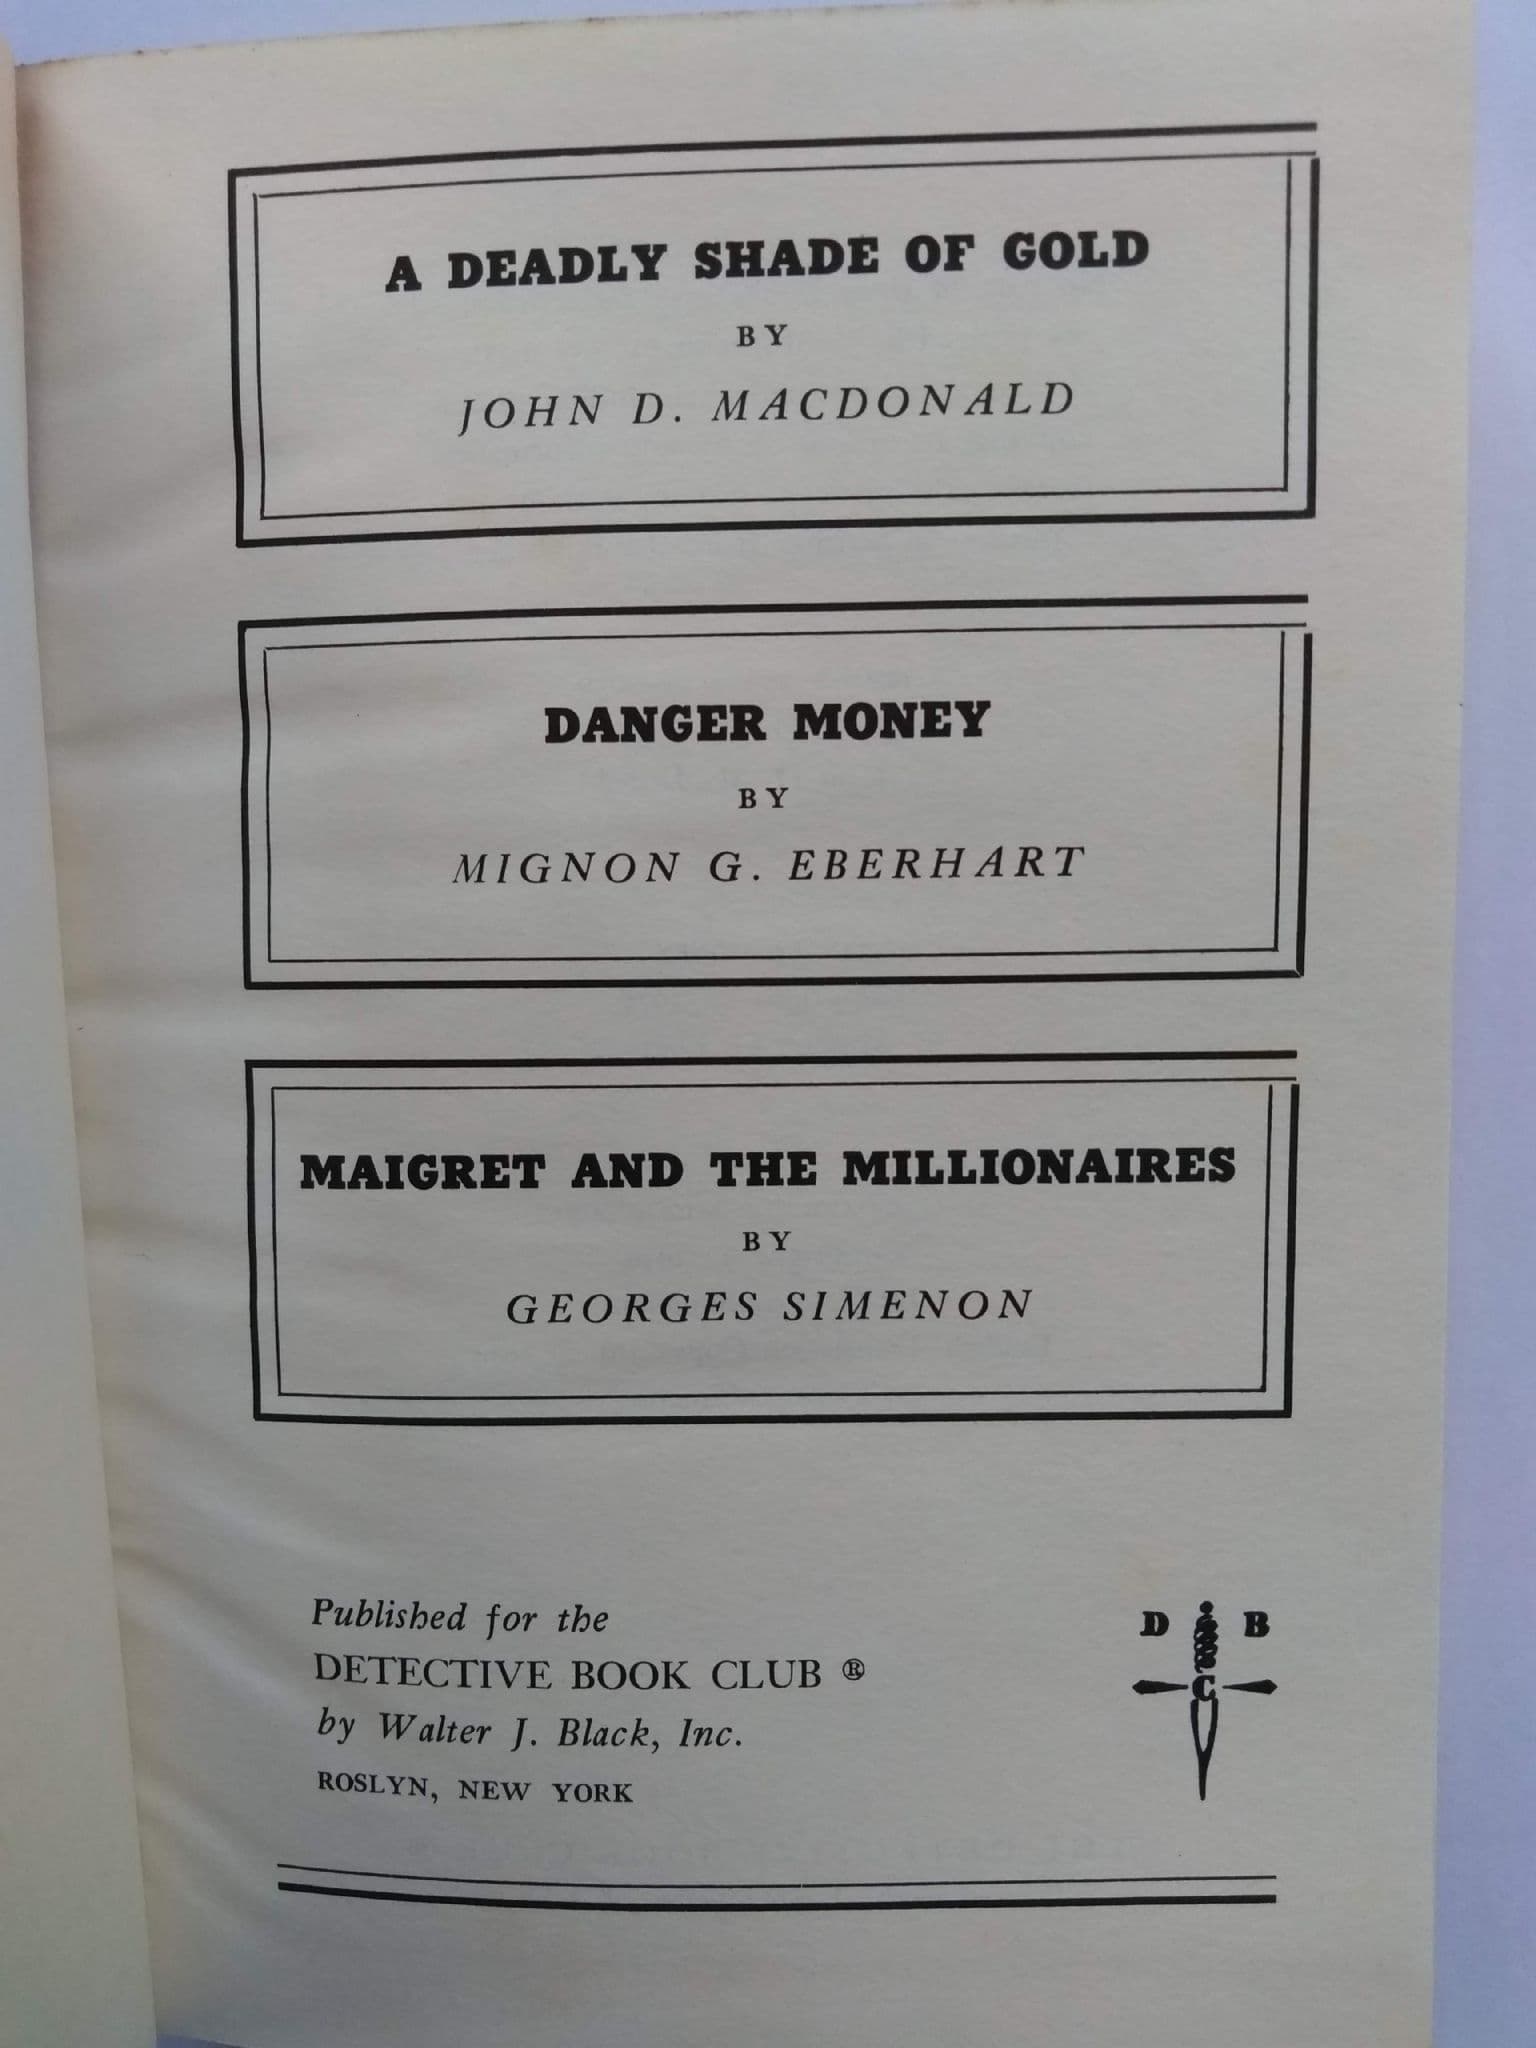 A DEADLY SHADE OF GOLD
BY
JOHN D. MACDONALD
DANGER MONEY
BY
MIGNON G. EBERHART
MAIGRET AND THE MILLIONAIRES
BY
GEORGES SIMENON
Published for the
DETECTIVE BOOK CLUB ®
by Walter J. Black, Inc.
ROSLYN, NEW YORK
D B
C